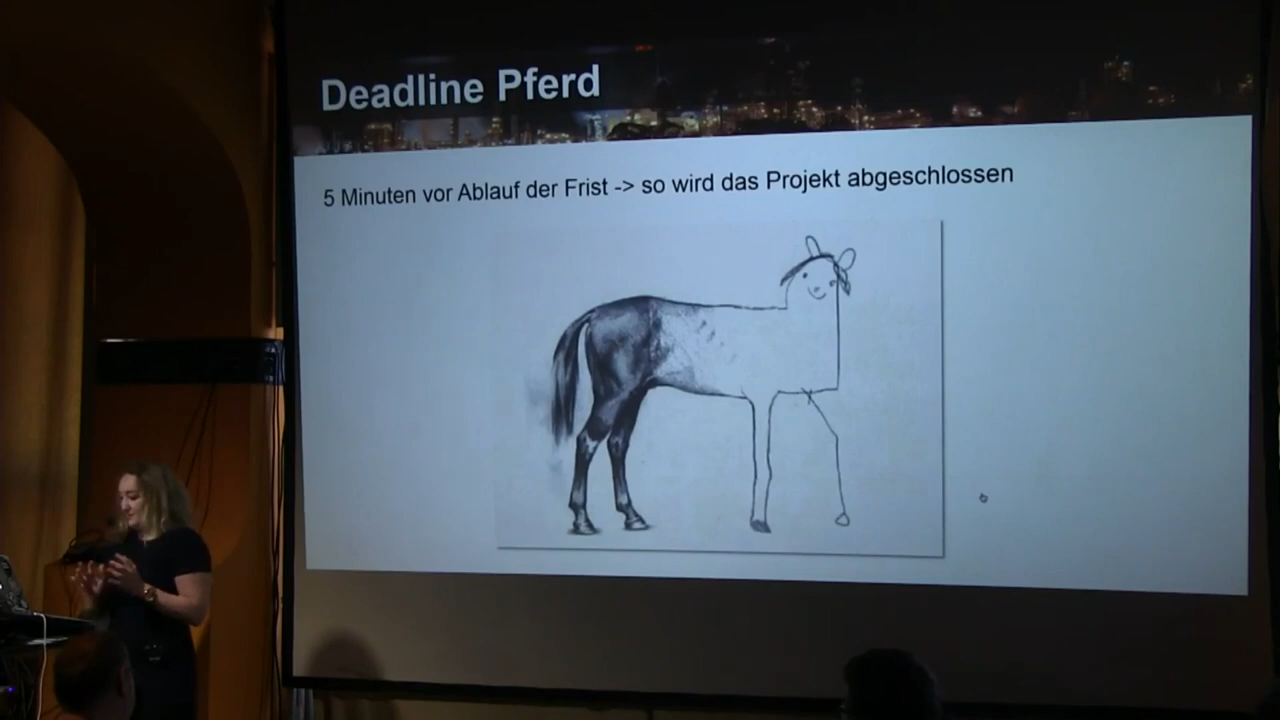 Deadline Pferd
5 Minuten vor Ablauf der Frist -> so wird das Projekt abgeschlossen